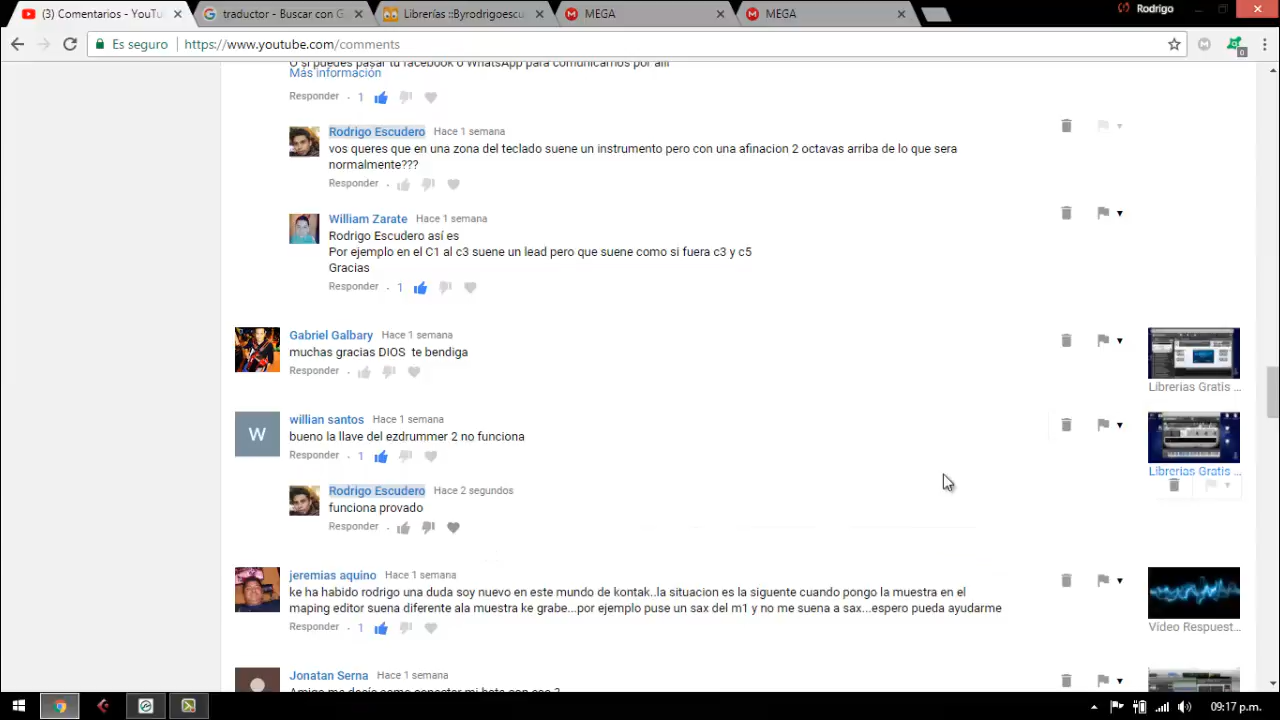 (3) Comentarios - YouTu
traductor - Buscar con G
Librerías ::Byrodrigoescu
MEGA
MEGA
Rodrigo
Es seguro
https://www.youtube.com/comments
O si puedes pasar tu facebook o WhatsApp para comunicarnos por allí
Más información
Responder . 1
Rodrigo Escudero Hace 1 semana
vos queres que en una zona del teclado suene un instrumento pero con una afinacion 2 octavas arriba de lo que sera
normalmente???
Responder .
William Zarate Hace 1 semana
Rodrigo Escudero así es
Por ejemplo en el C1 al c3 suene un lead pero que suene como si fuera c3 y c5
Gracias
Responder . 1
Gabriel Galbary Hace 1 semana
muchas gracias DIOS te bendiga
Responder .
Librerias Gratis ...
W
willian santos Hace 1 semana
bueno la llave del ezdrummer 2 no funciona
Responder . 1
Librerias Gratis ...
Rodrigo Escudero Hace 2 segundos
funciona provado
Responder .
jeremias aquino Hace 1 semana
ke ha habido rodrigo una duda soy nuevo en este mundo de kontak..la situacion es la siguente cuando pongo la muestra en el
maping editor suena diferente ala muestra ke grabe...por ejemplo puse un sax del m1 y no me suena a sax...espero pueda ayudarme
Responder . 1
Video Respuest...
Jonatan Serna Hace 1 semana
0
09:17 p.m.